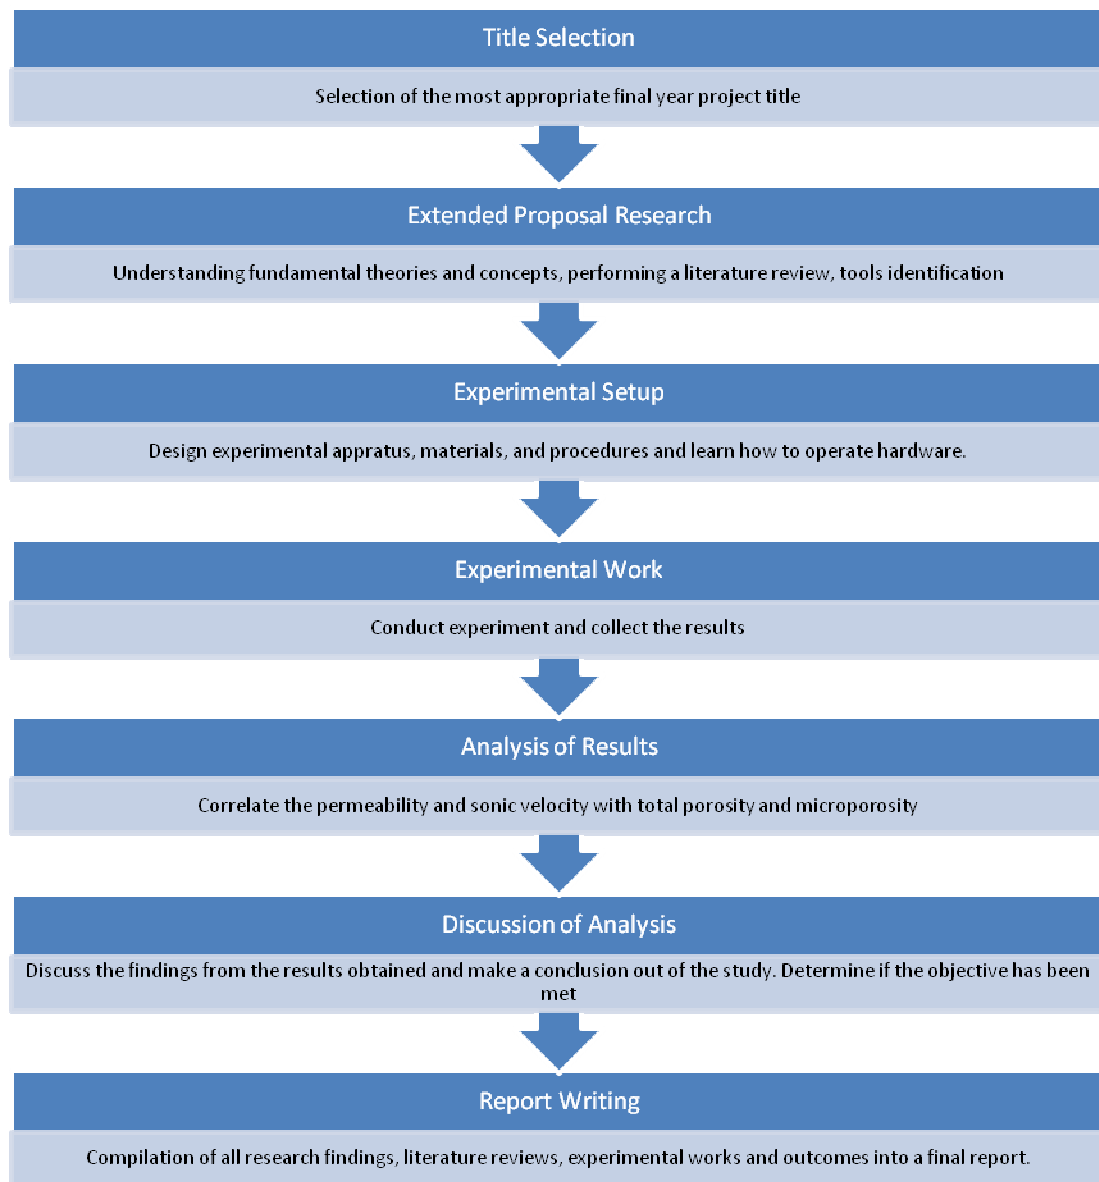 Title Selection
Selection of the most appropriate final year project title
Extended Proposal Research
Understanding fundamental theories and concepts, performing a literature review, tools identification
Experimental Setup
Design experimental appratus, materials, and procedures and learn how to operate hardware.
Experimental Work
Conduct experiment and collect the results
Analysis of Results
Correlate the permeability and sonic velocity with total porosity and microporosity
Discussion of Analysis
Discuss the findings from the results obtained and make a conclusion out of the study. Determine if the objective has been
met
Report Writing
Compilation of all research findings, literature reviews, experimental works and outcomes into a final report.